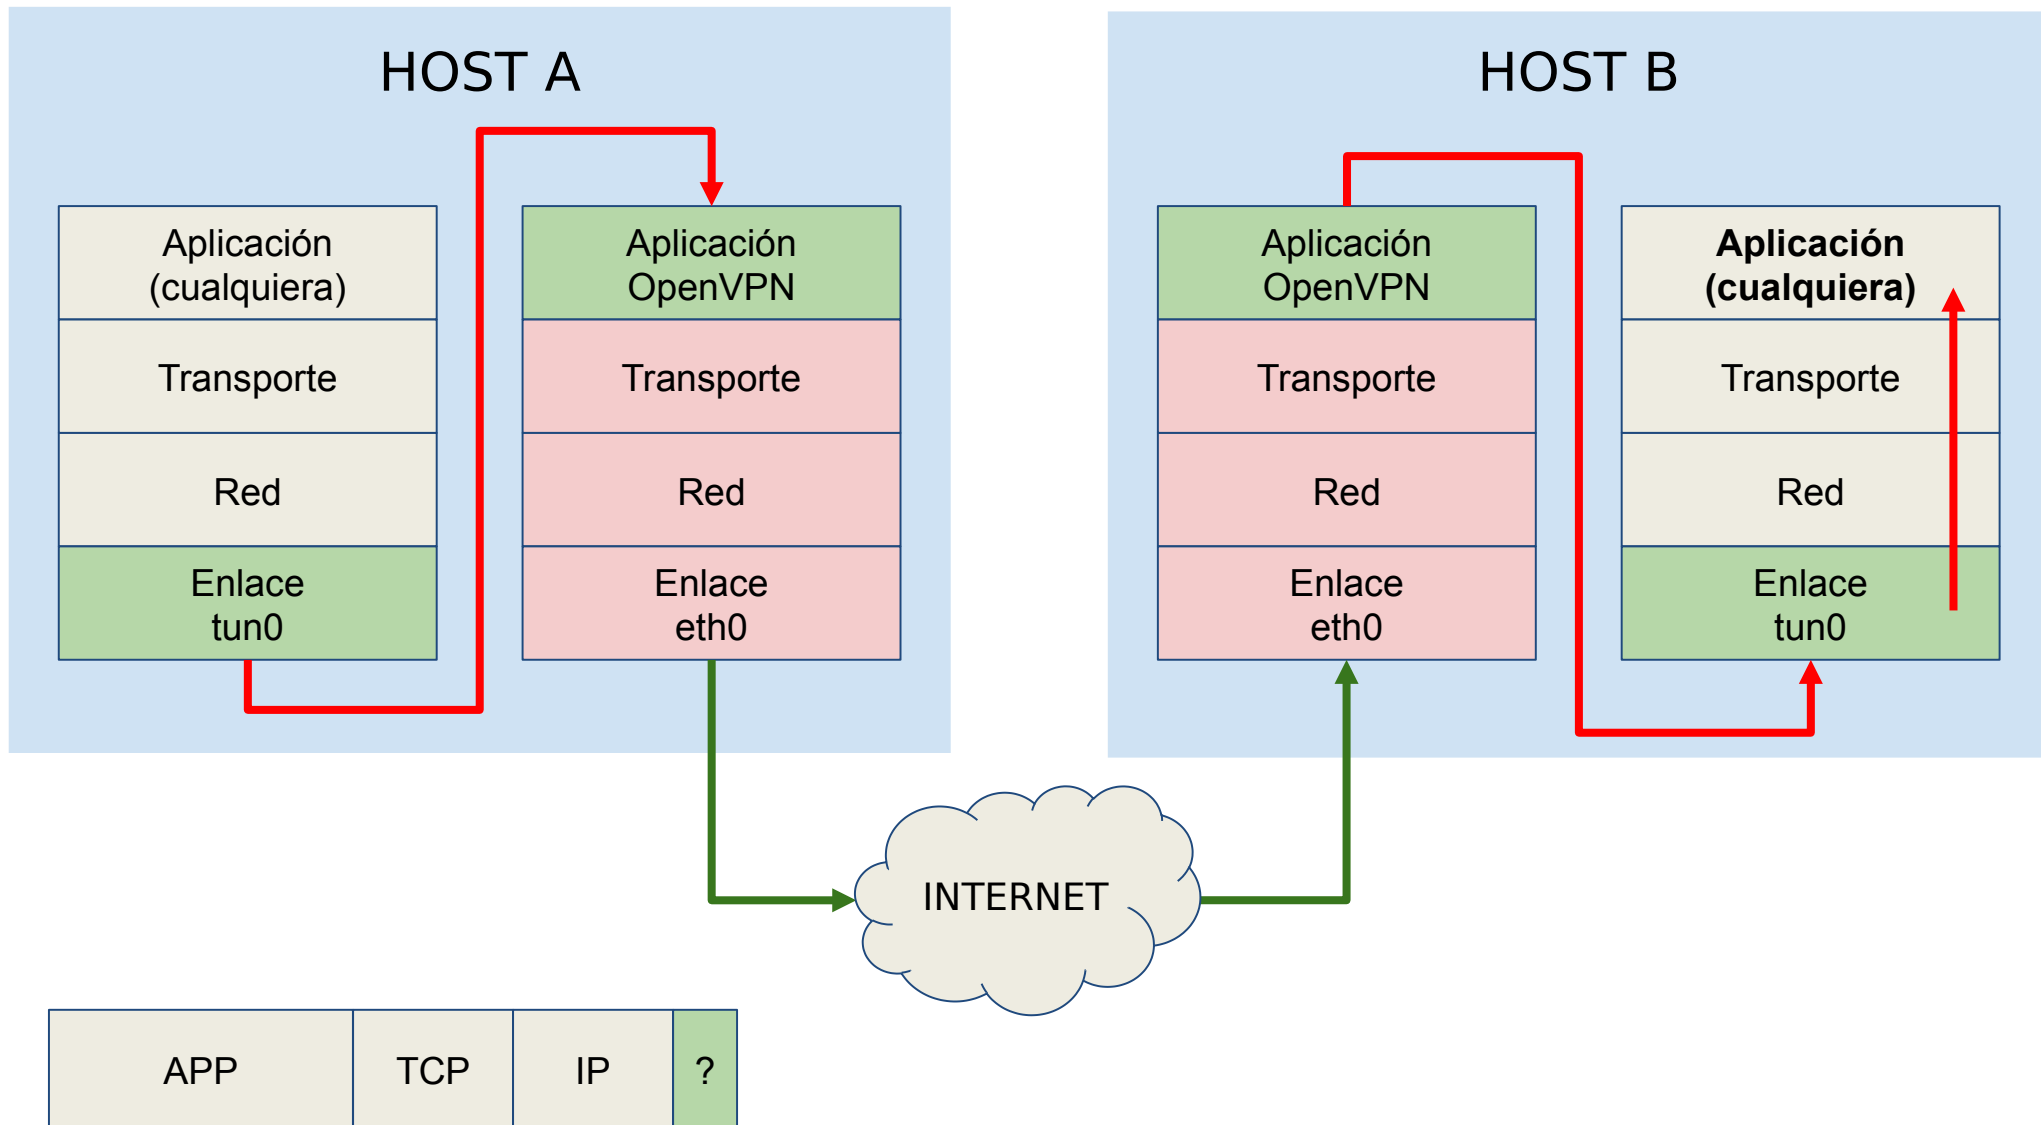 HOST A
Aplicación
(cualquiera)
Transporte
Red
Enlace
tun0
Aplicación
OpenVPN
Transporte
Red
Enlace
eth0
HOST B
Aplicación
OpenVPN
Transporte
Red
Enlace
eth0
Aplicación
(cualquiera)
Transporte
Red
Enlace
tun0
INTERNET
APP TCP IP ?